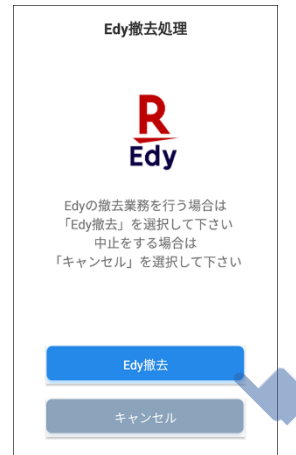 Edy撤去処理
R
Edy
Edyの撤去業務を行う場合は
「Edy撤去」を選択して下さい
中止をする場合は
「キャンセル」を選択して下さい
Edy撤去
キャンセル